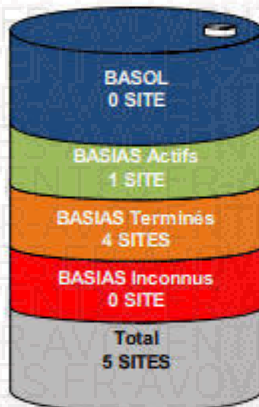 BASOL
0 SITE
BASIAS Actifs
1 SITE
BASIAS Terminés
4 SITES
BASIAS Inconnus
0 SITE
Total
5 SITES